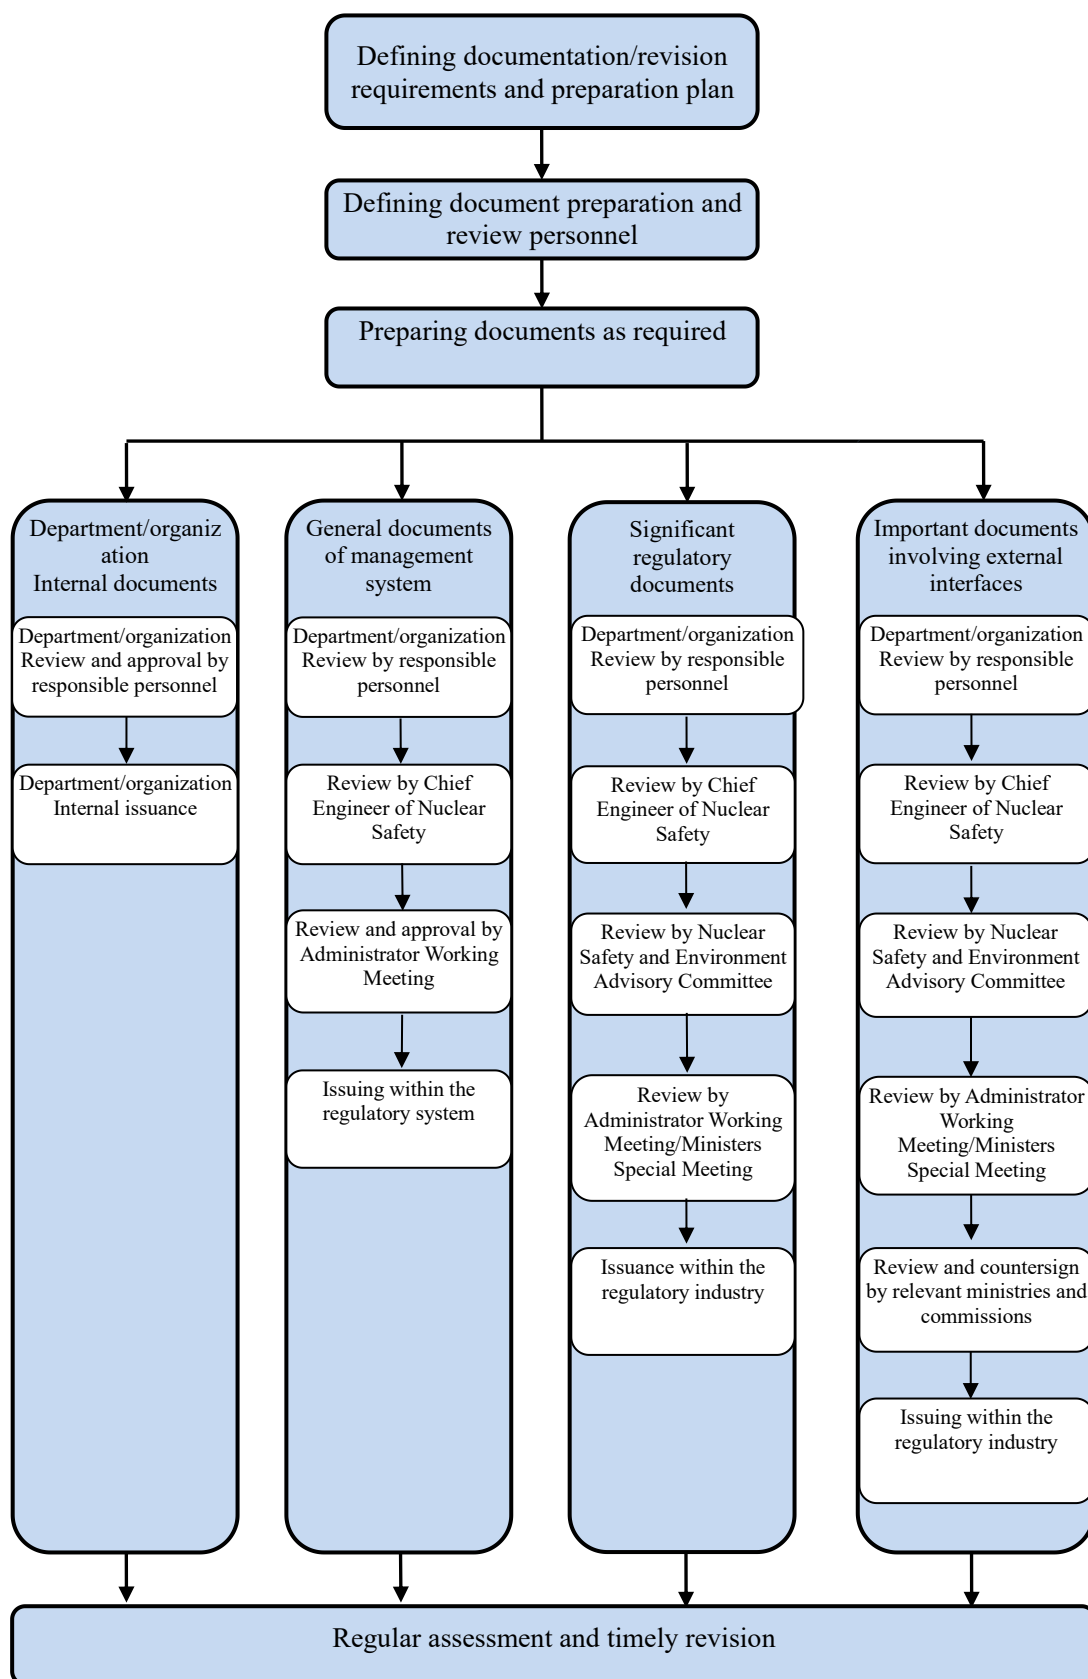 Defining documentation/revision
requirements and preparation plan
Defining document preparation and
review personnel
Preparing documents as required
Department/organiz
ation
Internal documents
Department/organization
Review and approval by
responsible personnel
Department/organization
Internal issuance
General documents
of management
system
Department/organization
Review by responsible
personnel
Review by Chief
Engineer of Nuclear
Safety
Review and approval by
Administrator Working
Meeting
Issuing within the
regulatory system
Significant
regulatory
documents
Department/organization
Review by responsible
personnel
Review by Chief
Engineer of Nuclear
Safety
Review by Nuclear
Safety and Environment
Advisory Committee
Review by
Administrator Working
Meeting/Ministers
Special Meeting
Issuance within the
regulatory industry
Important documents
involving external
interfaces
Department/organization
Review by responsible
personnel
Review by Chief
Engineer of Nuclear
Safety
Review by Nuclear
Safety and Environment
Advisory Committee
Review by Administrator
Working
Meeting/Ministers
Special Meeting
Review and countersign
by relevant ministries and
commissions
Issuing within the
regulatory industry
Regular assessment and timely revision